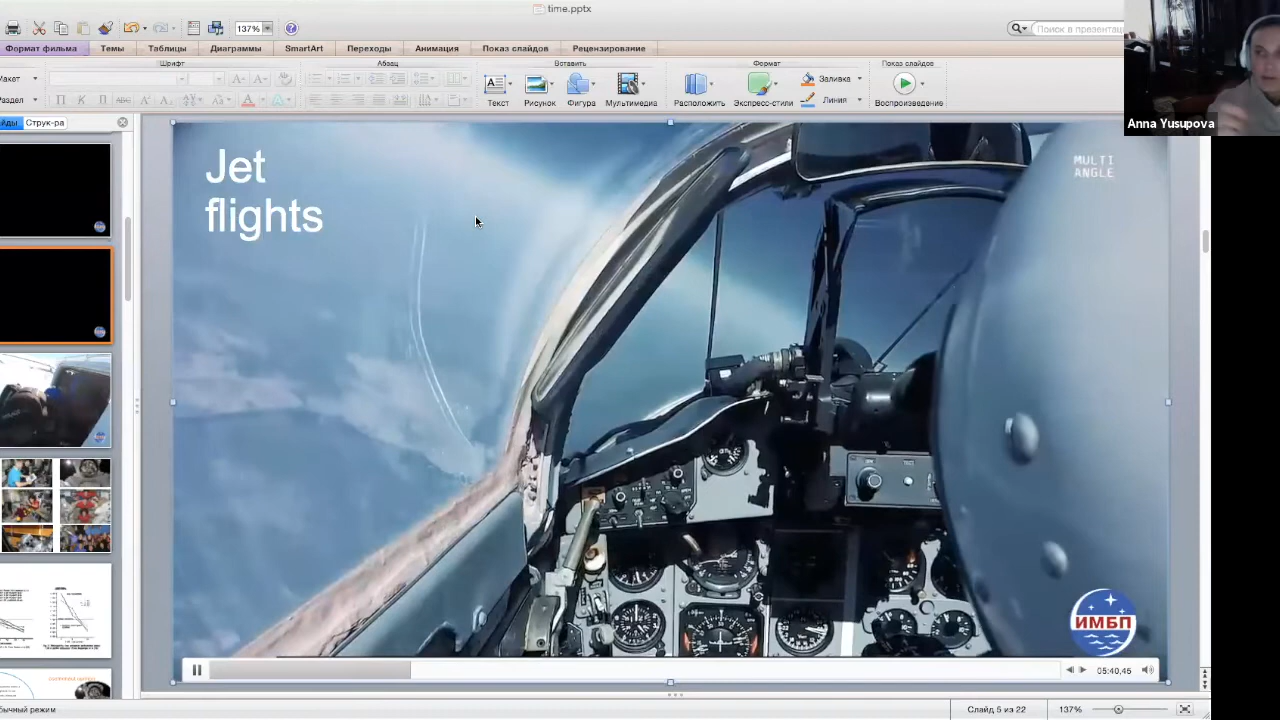 time.pptx
137%
Поиск в презентации
Формат фильма
Темы
Таблицы
Диаграммы
SmartArt
Переходы
Анимация
Показ слайдов
Рецензирование
Шрифт
Абзац
Вставить
Формат
Показ слайдов
Текст
Рисунок
Фигура
Мультимедиа
Расположить
Экспресс-стили
Заливка
Линия
Воспроизведение
Струк-ра
Anna Yusupova
Jet
flights
MULTI
ANGLE
ИМБП
05:40,45
Слайд 5 из 22
137%